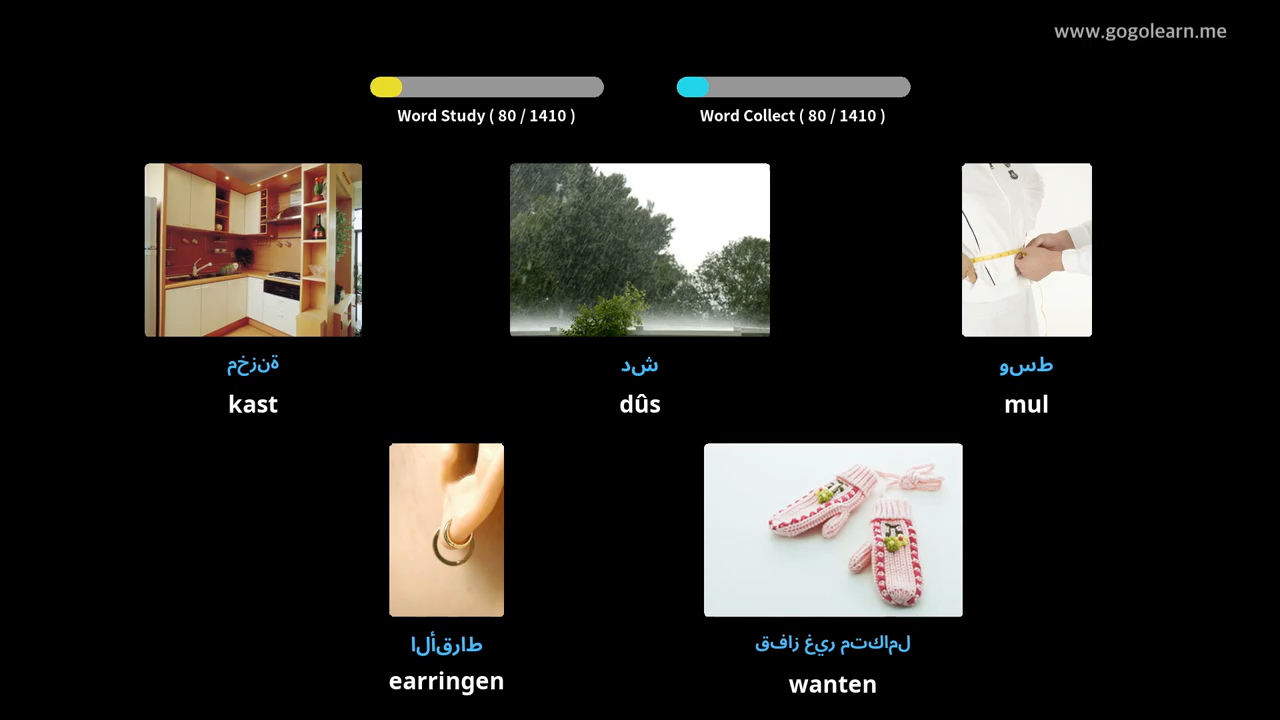 www.gogolearn.me
Word Study ( 80 / 1410 )
Word Collect ( 80 / 1410 )
ةنزخم
شد
طسو
kast
dûs
mul
طارقألا
لماكتم ريغ زافق
earringen
wanten